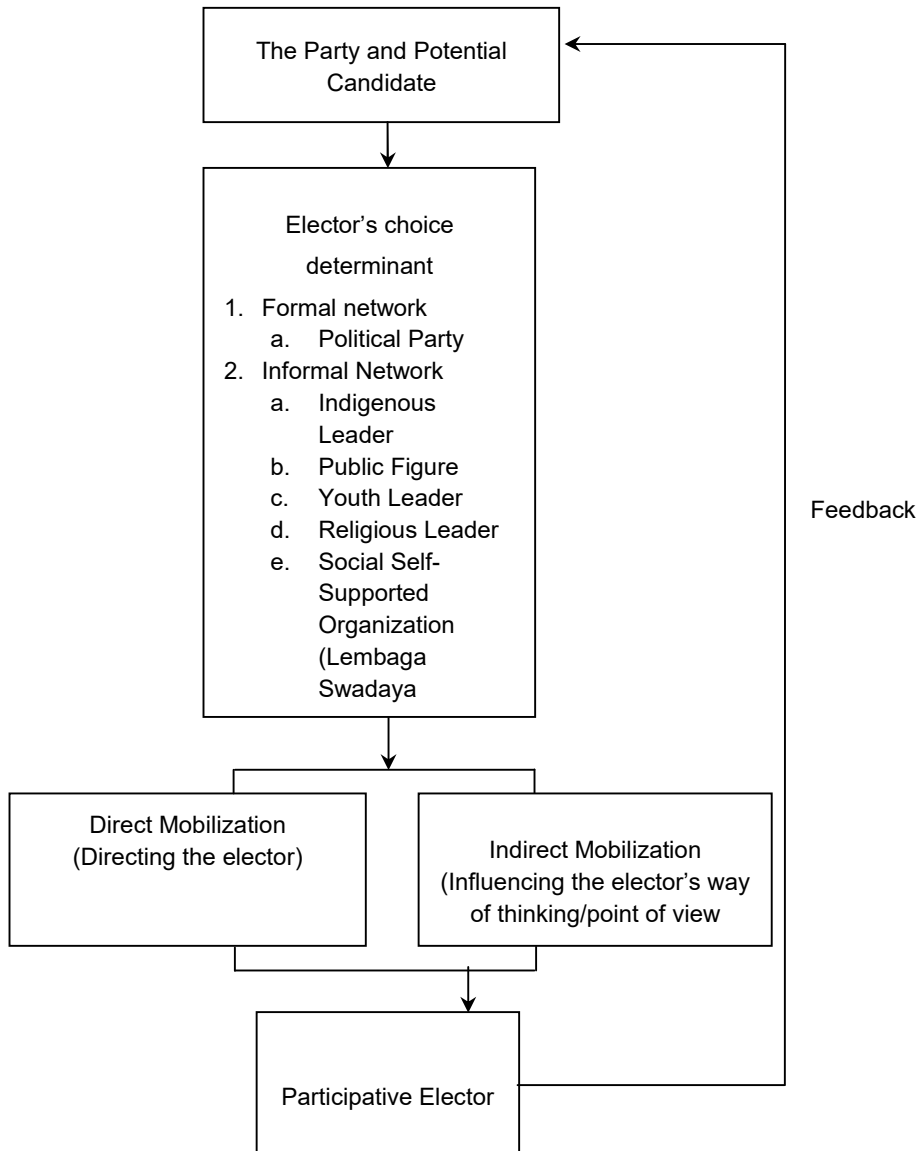 The Party and Potential
Candidate
Elector’s choice
determinant
1. Formal network
a. Political Party
2. Informal Network
a. Indigenous
Leader
b. Public Figure
c. Youth Leader
d. Religious Leader
e. Social Self-
Supported
Organization
(Lembaga
Swadaya
Feedback
Direct Mobilization
(Directing the elector)
Indirect Mobilization
(Influencing the elector’s way
of thinking/point of view
Participative Elector